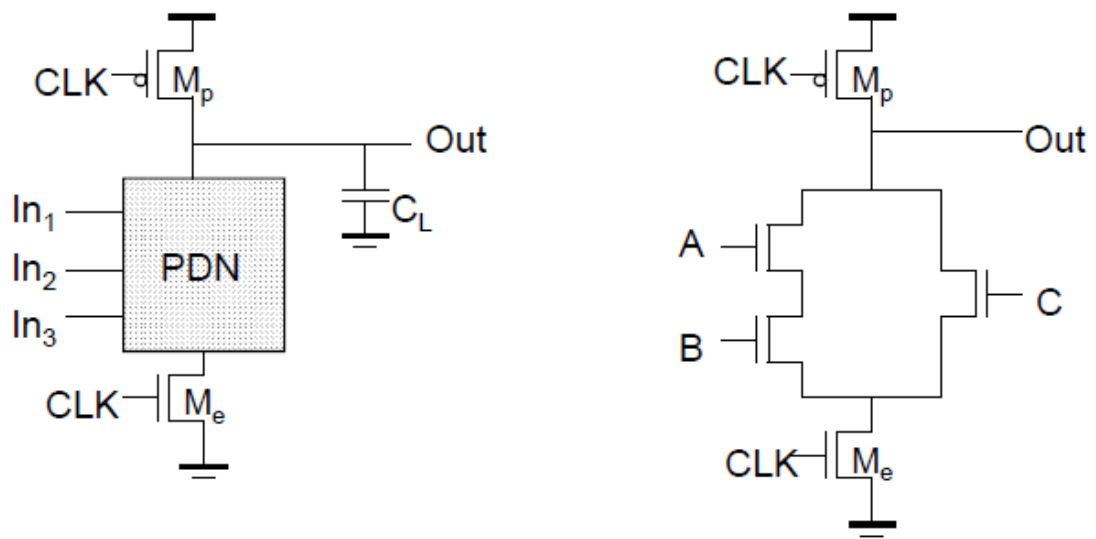 CLK
M_p
Out
C_L
In_1
In_2
In_3
PDN
CLK
M_e
CLK
M_p
Out
A
B
C
CLK
M_e